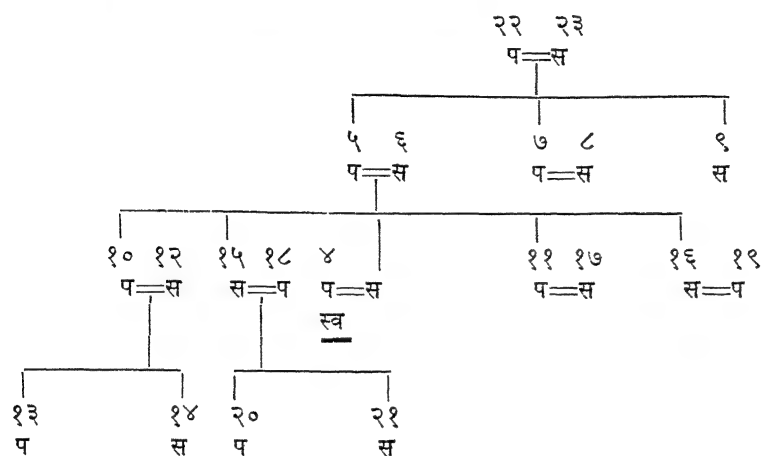 २२ २३
प स
५ ६ ७ ८ ९
प स प स स
१० १२ १५ १८ ४ ११ १७ १६ १९
प स स प प स प स स प
स्व
१३ १४ २० २१
प स प स